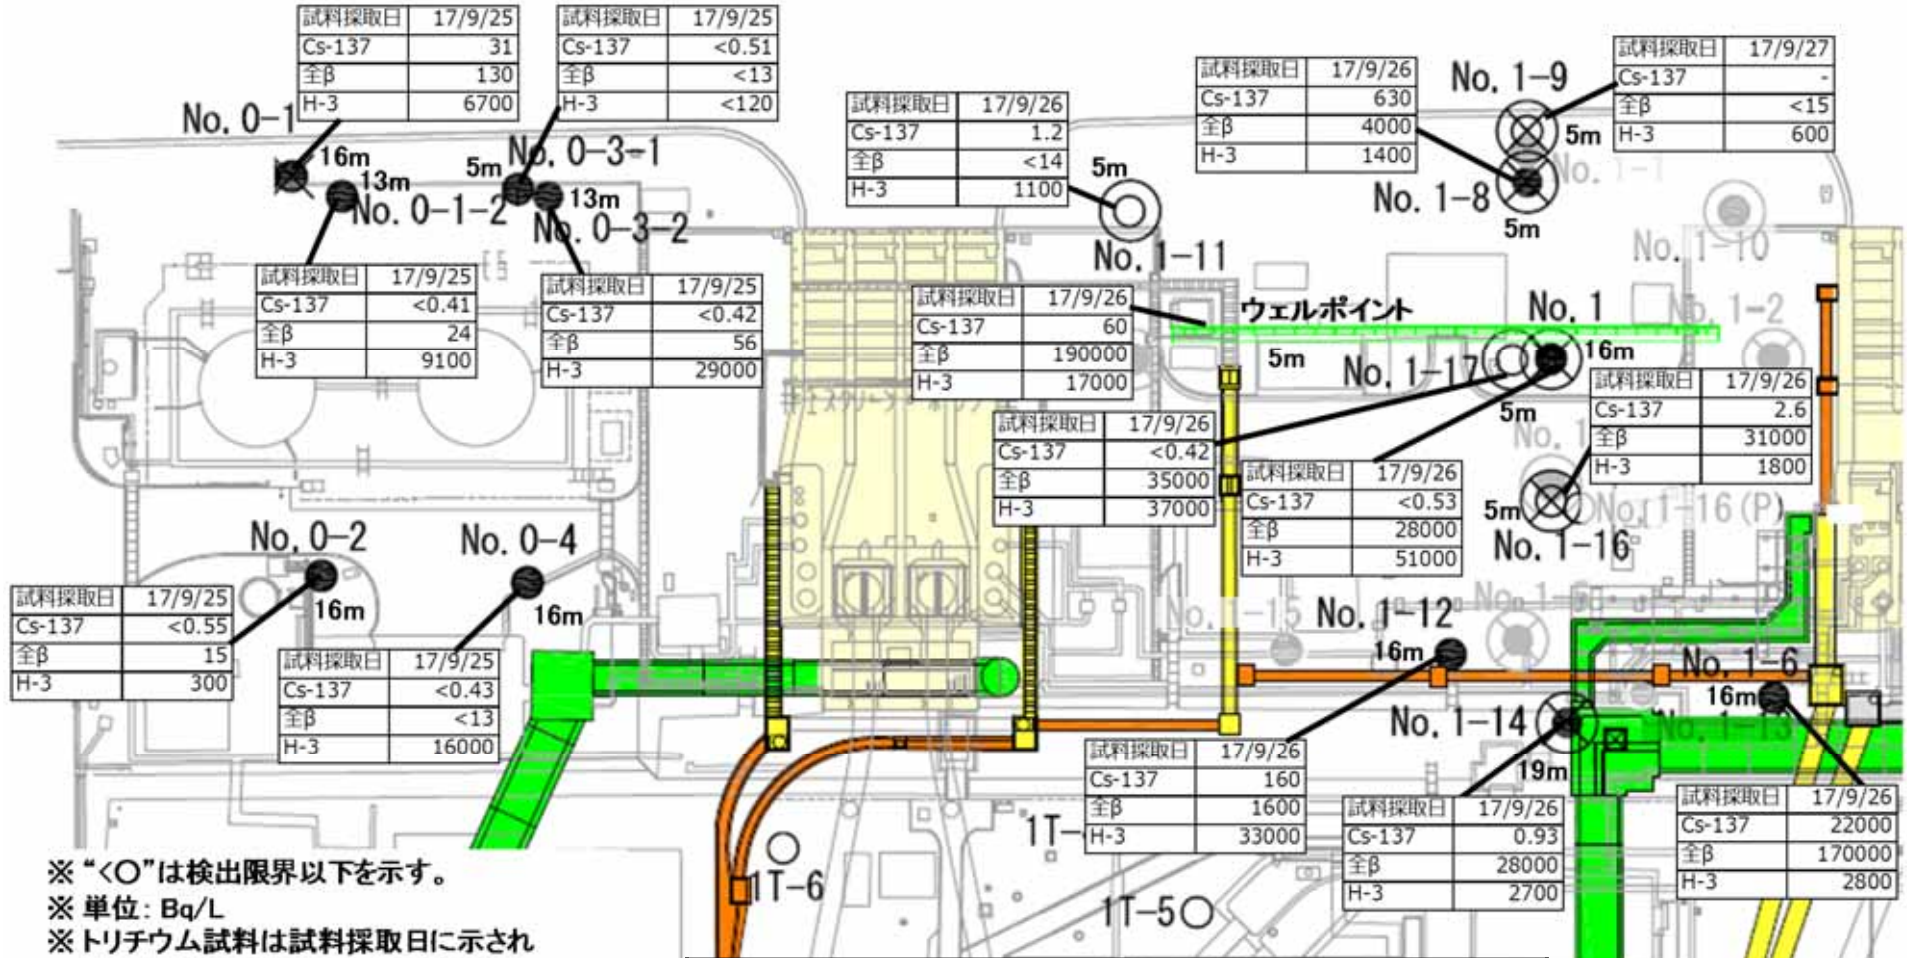 試料採取日 17/9/25
Cs-137 31
全β 130
H-3 6700
試料採取日 17/9/25
Cs-137 <0.51
全β <13
H-3 <120
試料採取日 17/9/26
Cs-137 1.2
全β <14
H-3 1100
試料採取日 17/9/26
Cs-137 630
全β 4000
H-3 1400
試料採取日 17/9/27
Cs-137 -
全β <15
H-3 600
No. 0-1
16m
13m
No. 0-1-2
5m
No. 0-3-1
13m
No. 0-3-2
5m
No. 1-11
No. 1-9
5m
No. 1-1
No. 1-8
5m
No. 1-10
試料採取日 17/9/25
Cs-137 <0.41
全β 24
H-3 9100
試料採取日 17/9/25
Cs-137 <0.42
全β 56
H-3 29000
試料採取日 17/9/26
Cs-137 60
全β 190000
H-3 17000
ウェルポイント
5m
No. 1
16m
No. 1-2
No. 1-17
5m
試料採取日 17/9/26
Cs-137 <0.42
全β 35000
H-3 37000
試料採取日 17/9/26
Cs-137 <0.53
全β 28000
H-3 51000
試料採取日 17/9/26
Cs-137 2.6
全β 31000
H-3 1800
5m
No. 1-16(P)
No. 1-16
No. 0-2
16m
No. 0-4
16m
試料採取日 17/9/25
Cs-137 <0.55
全β 15
H-3 300
試料採取日 17/9/25
Cs-137 <0.43
全β <13
H-3 16000
No. 1-15
No. 1-12
16m
No. 1-6
16m
No. 1-14
19m
No. 1-13
試料採取日 17/9/26
Cs-137 160
全β 1600
H-3 33000
試料採取日 17/9/26
Cs-137 0.93
全β 28000
H-3 2700
試料採取日 17/9/26
Cs-137 22000
全β 170000
H-3 2800
1T-6
1T-
1T-5
※ “<〇”は検出限界以下を示す。
※ 単位: Bq/L
※ トリチウム試料は試料採取日に示され